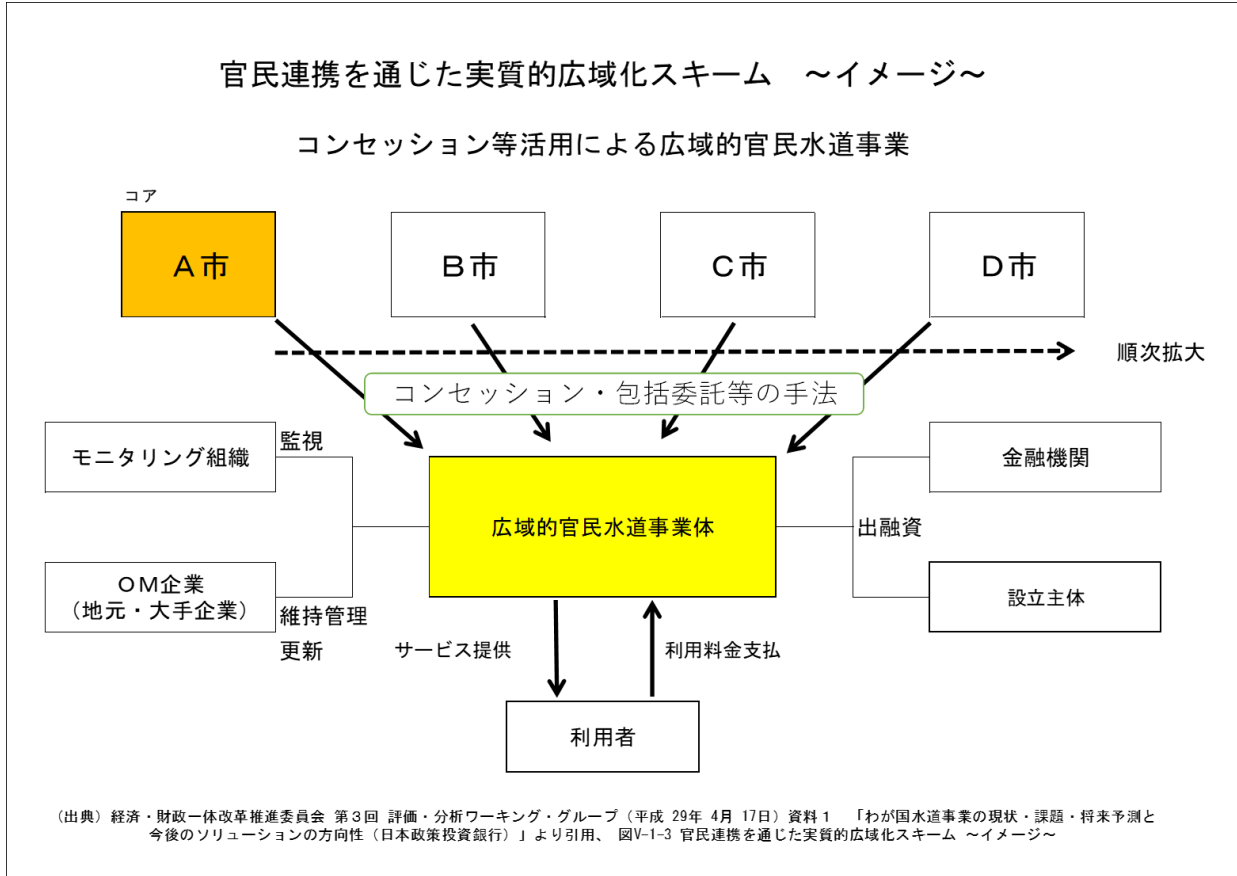 官民連携を通じた実質的広域化スキーム　～イメージ～
コンセッション等活用による広域的官民水道事業
コア
Ａ市
Ｂ市
Ｃ市
Ｄ市
順次拡大
コンセッション・包括委託等の手法
モニタリング組織
監視
金融機関
広域的官民水道事業体
出融資
ＯＭ企業
（地元・大手企業）
維持管理
更新
設立主体
サービス提供
利用料金支払
利用者
（出典）経済・財政一体改革推進委員会 第３回 評価・分析ワーキング・グループ（平成 29年 4月 17日）資料１　「わが国水道事業の現状・課題・将来予測と
今後のソリューションの方向性（日本政策投資銀行）」より引用、 図Ⅴ-1-3 官民連携を通じた実質的広域化スキーム ～イメージ～